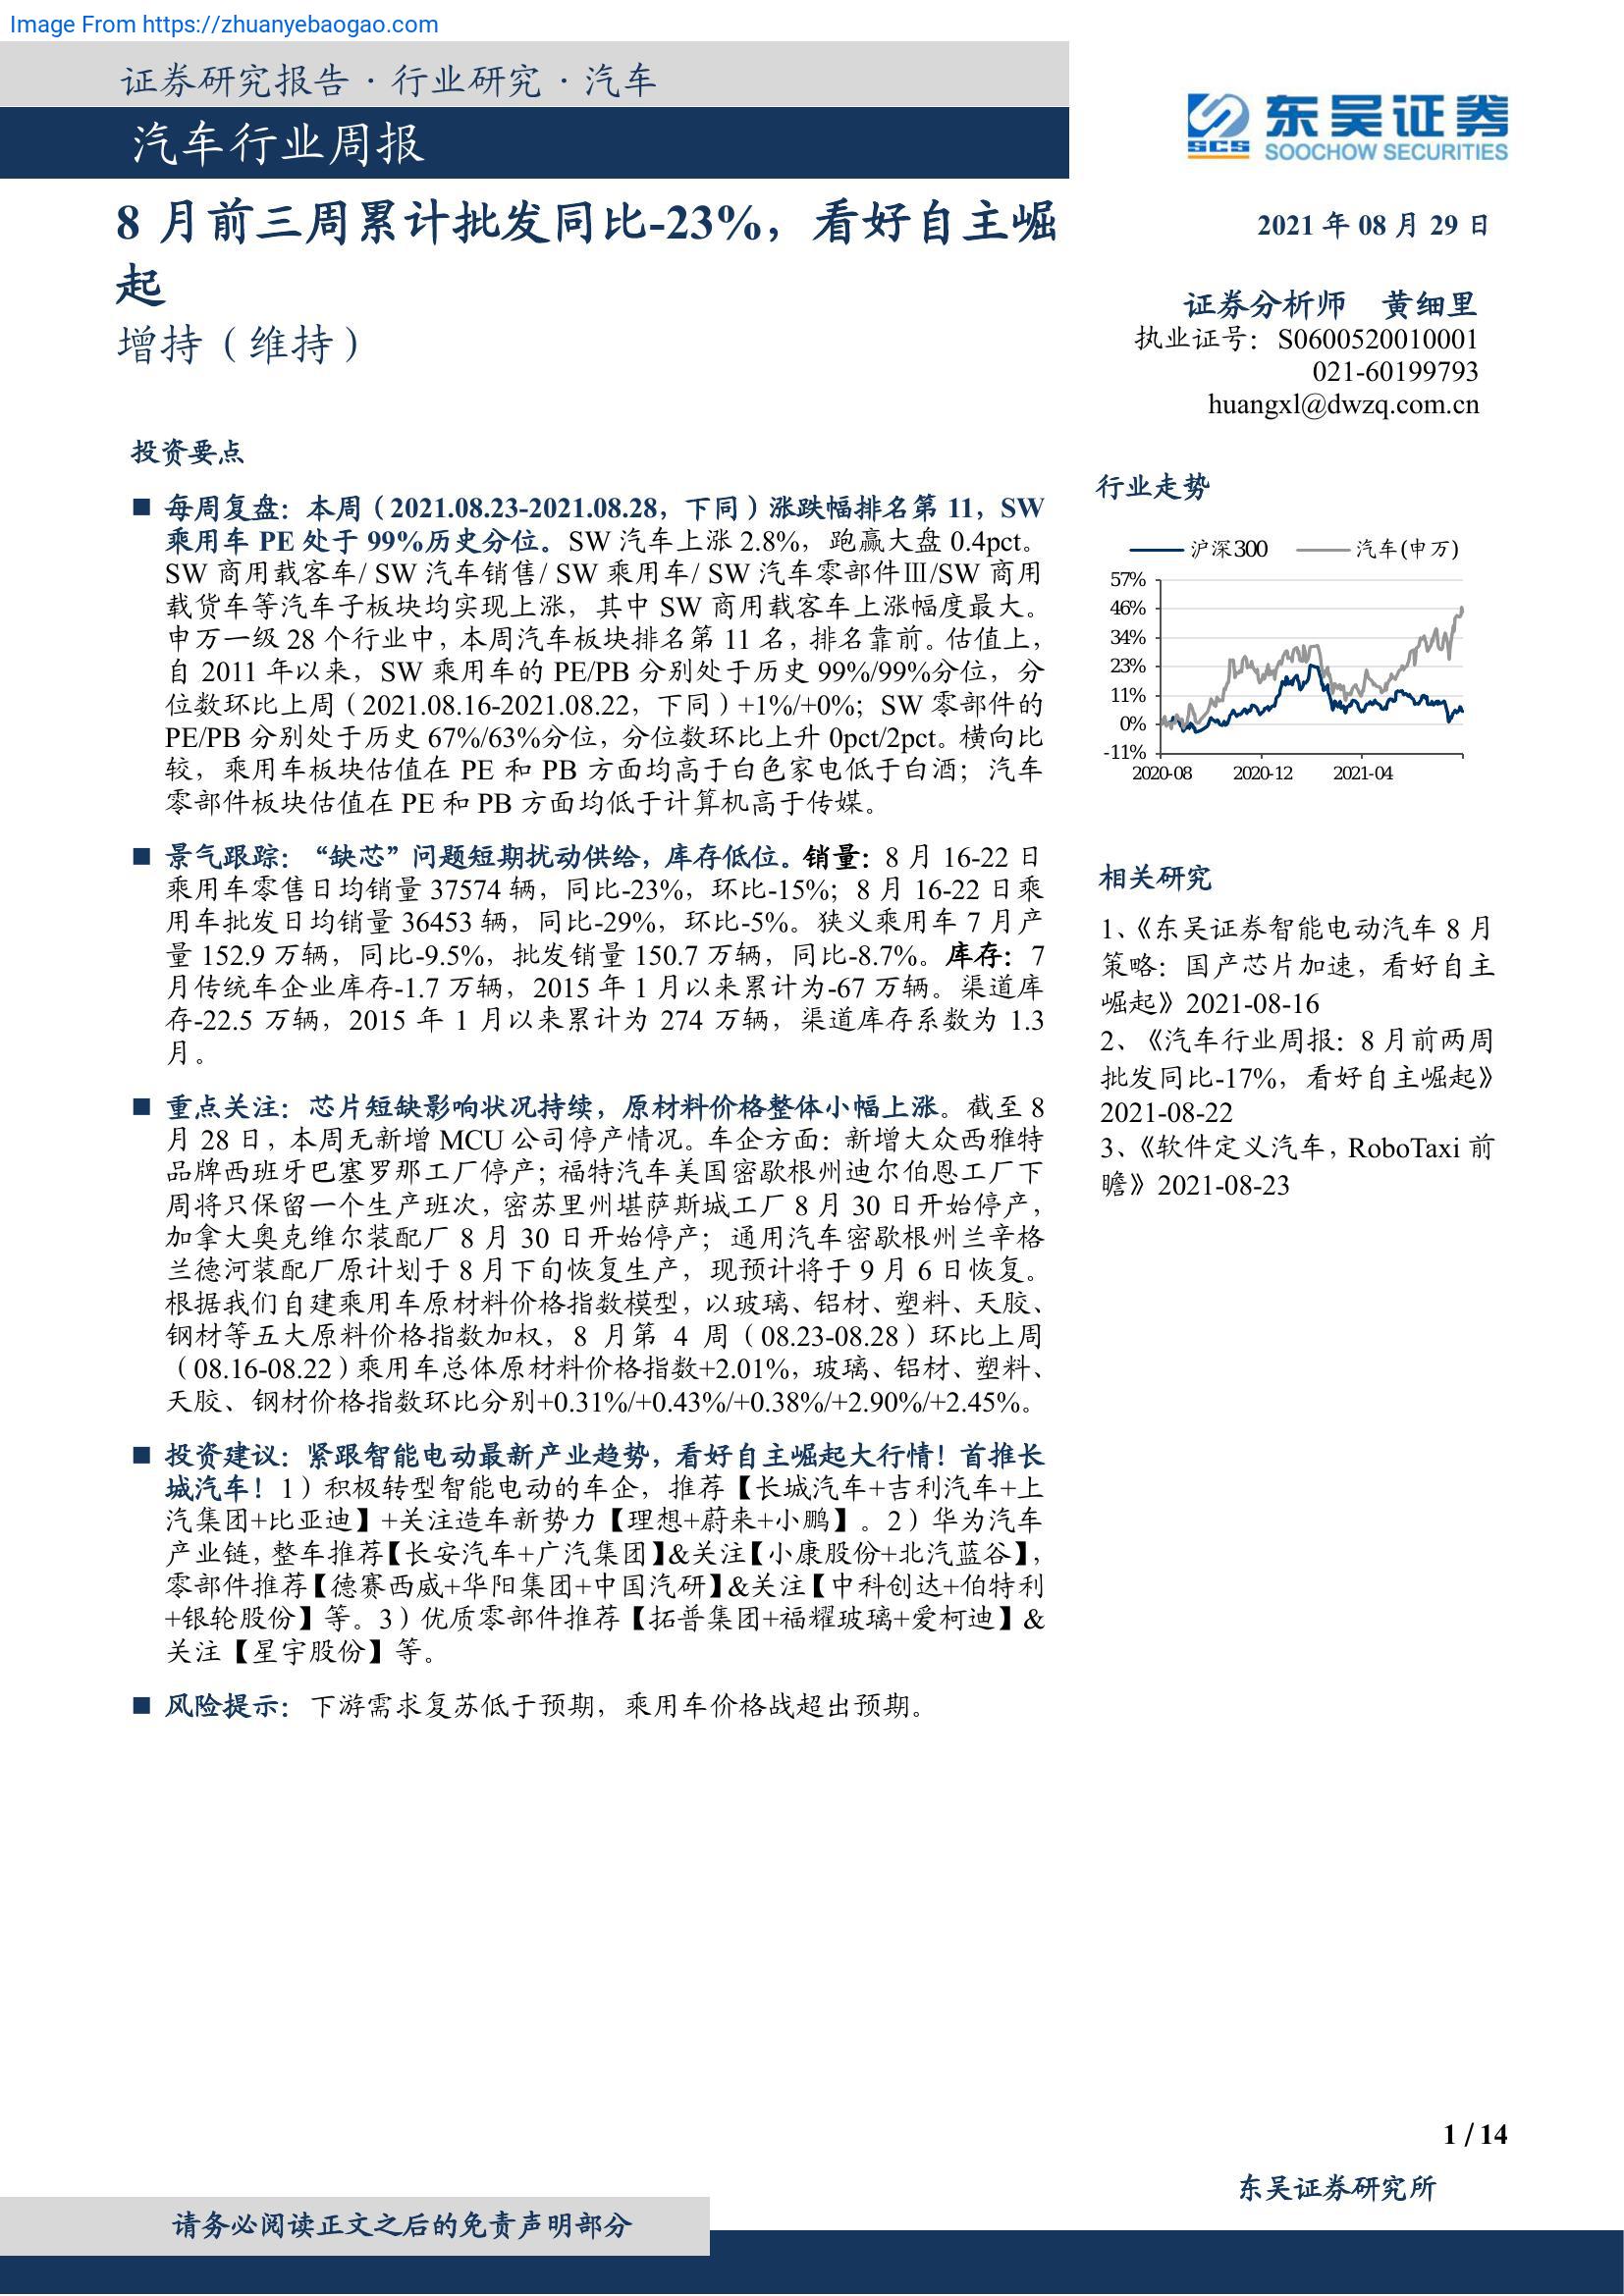 Image From https://zhuanyebaogao.com
证券研究报告·行业研究·汽车
汽车行业周报
东吴证券
SCS
SOOCHOW SECURITIES
8 月前三周累计批发同比-23%，看好自主崛
起
增持（维持）
2021 年 08 月 29 日
证券分析师 黄细里
执业证号：S0600520010001
021-60199793
huangxl@dwzq.com.cn
投资要点
■ 每周复盘：本周（2021.08.23-2021.08.28，下同）涨跌幅排名第 11，SW
乘用车 PE 处于 99%历史分位。SW 汽车上涨 2.8%，跑赢大盘 0.4pct。
SW 商用载客车/ SW 汽车销售/ SW 乘用车/ SW 汽车零部件Ⅲ/SW 商用
载货车等汽车子板块均实现上涨，其中 SW 商用载客车上涨幅度最大。
申万一级 28 个行业中，本周汽车板块排名第 11 名，排名靠前。估值上，
自 2011 年以来，SW 乘用车的 PE/PB 分别处于历史 99%/99%分位，分
位数环比上周（2021.08.16-2021.08.22，下同）+1%/+0%；SW 零部件的
PE/PB 分别处于历史 67%/63%分位，分位数环比上升 0pct/2pct。横向比
较，乘用车板块估值在 PE 和 PB 方面均高于白色家电低于白酒；汽车
零部件板块估值在 PE 和 PB 方面均低于计算机高于传媒。
■ 景气跟踪：“缺芯”问题短期扰动供给，库存低位。销量：8 月 16-22 日
乘用车零售日均销量 37574 辆，同比-23%，环比-15%；8 月 16-22 日乘
用车批发日均销量 36453 辆，同比-29%，环比-5%。狭义乘用车 7 月产
量 152.9 万辆，同比-9.5%，批发销量 150.7 万辆，同比-8.7%。库存：7
月传统车企业库存-1.7 万辆，2015 年 1 月以来累计为-67 万辆。渠道库
存-22.5 万辆，2015 年 1 月以来累计为 274 万辆，渠道库存系数为 1.3
月。
■ 重点关注：芯片短缺影响状况持续，原材料价格整体小幅上涨。截至 8
月 28 日，本周无新增 MCU 公司停产情况。车企方面：新增大众西雅特
品牌西班牙巴塞罗那工厂停产；福特汽车美国密歇根州迪尔伯恩工厂下
周将只保留一个生产班次，密苏里州堪萨斯城工厂 8 月 30 日开始停产，
加拿大奥克维尔装配厂 8 月 30 日开始停产；通用汽车密歇根州兰辛格
兰德河装配厂原计划于 8 月下旬恢复生产，现预计将于 9 月 6 日恢复。
根据我们自建乘用车原材料价格指数模型，以玻璃、铝材、塑料、天胶、
钢材等五大原料价格指数加权，8 月第 4 周（08.23-08.28）环比上周
（08.16-08.22）乘用车总体原材料价格指数+2.01%，玻璃、铝材、塑料、
天胶、钢材价格指数环比分别+0.31%/+0.43%/+0.38%/+2.90%/+2.45%。
■ 投资建议：紧跟智能电动最新产业趋势，看好自主崛起大行情！首推长
城汽车！1）积极转型智能电动的车企，推荐【长城汽车+吉利汽车+上
汽集团+比亚迪】+关注造车新势力【理想+蔚来+小鹏】。2）华为汽车
产业链，整车推荐【长安汽车+广汽集团】&关注【小康股份+北汽蓝谷】，
零部件推荐【德赛西威+华阳集团+中国汽研】&关注【中科创达+伯特利
+银轮股份】等。3）优质零部件推荐【拓普集团+福耀玻璃+爱柯迪】&
关注【星宇股份】等。
■ 风险提示：下游需求复苏低于预期，乘用车价格战超出预期。
行业走势
沪深300 汽车(申万)
57%
46%
34%
23%
11%
0%
-11%
2020-08 2020-12 2021-04
相关研究
1、《东吴证券智能电动汽车 8 月
策略：国产芯片加速，看好自主
崛起》2021-08-16
2、《汽车行业周报：8 月前两周
批发同比-17%，看好自主崛起》
2021-08-22
3、《软件定义汽车，RoboTaxi 前
瞻》2021-08-23
1 / 14
东吴证券研究所
请务必阅读正文之后的免责声明部分